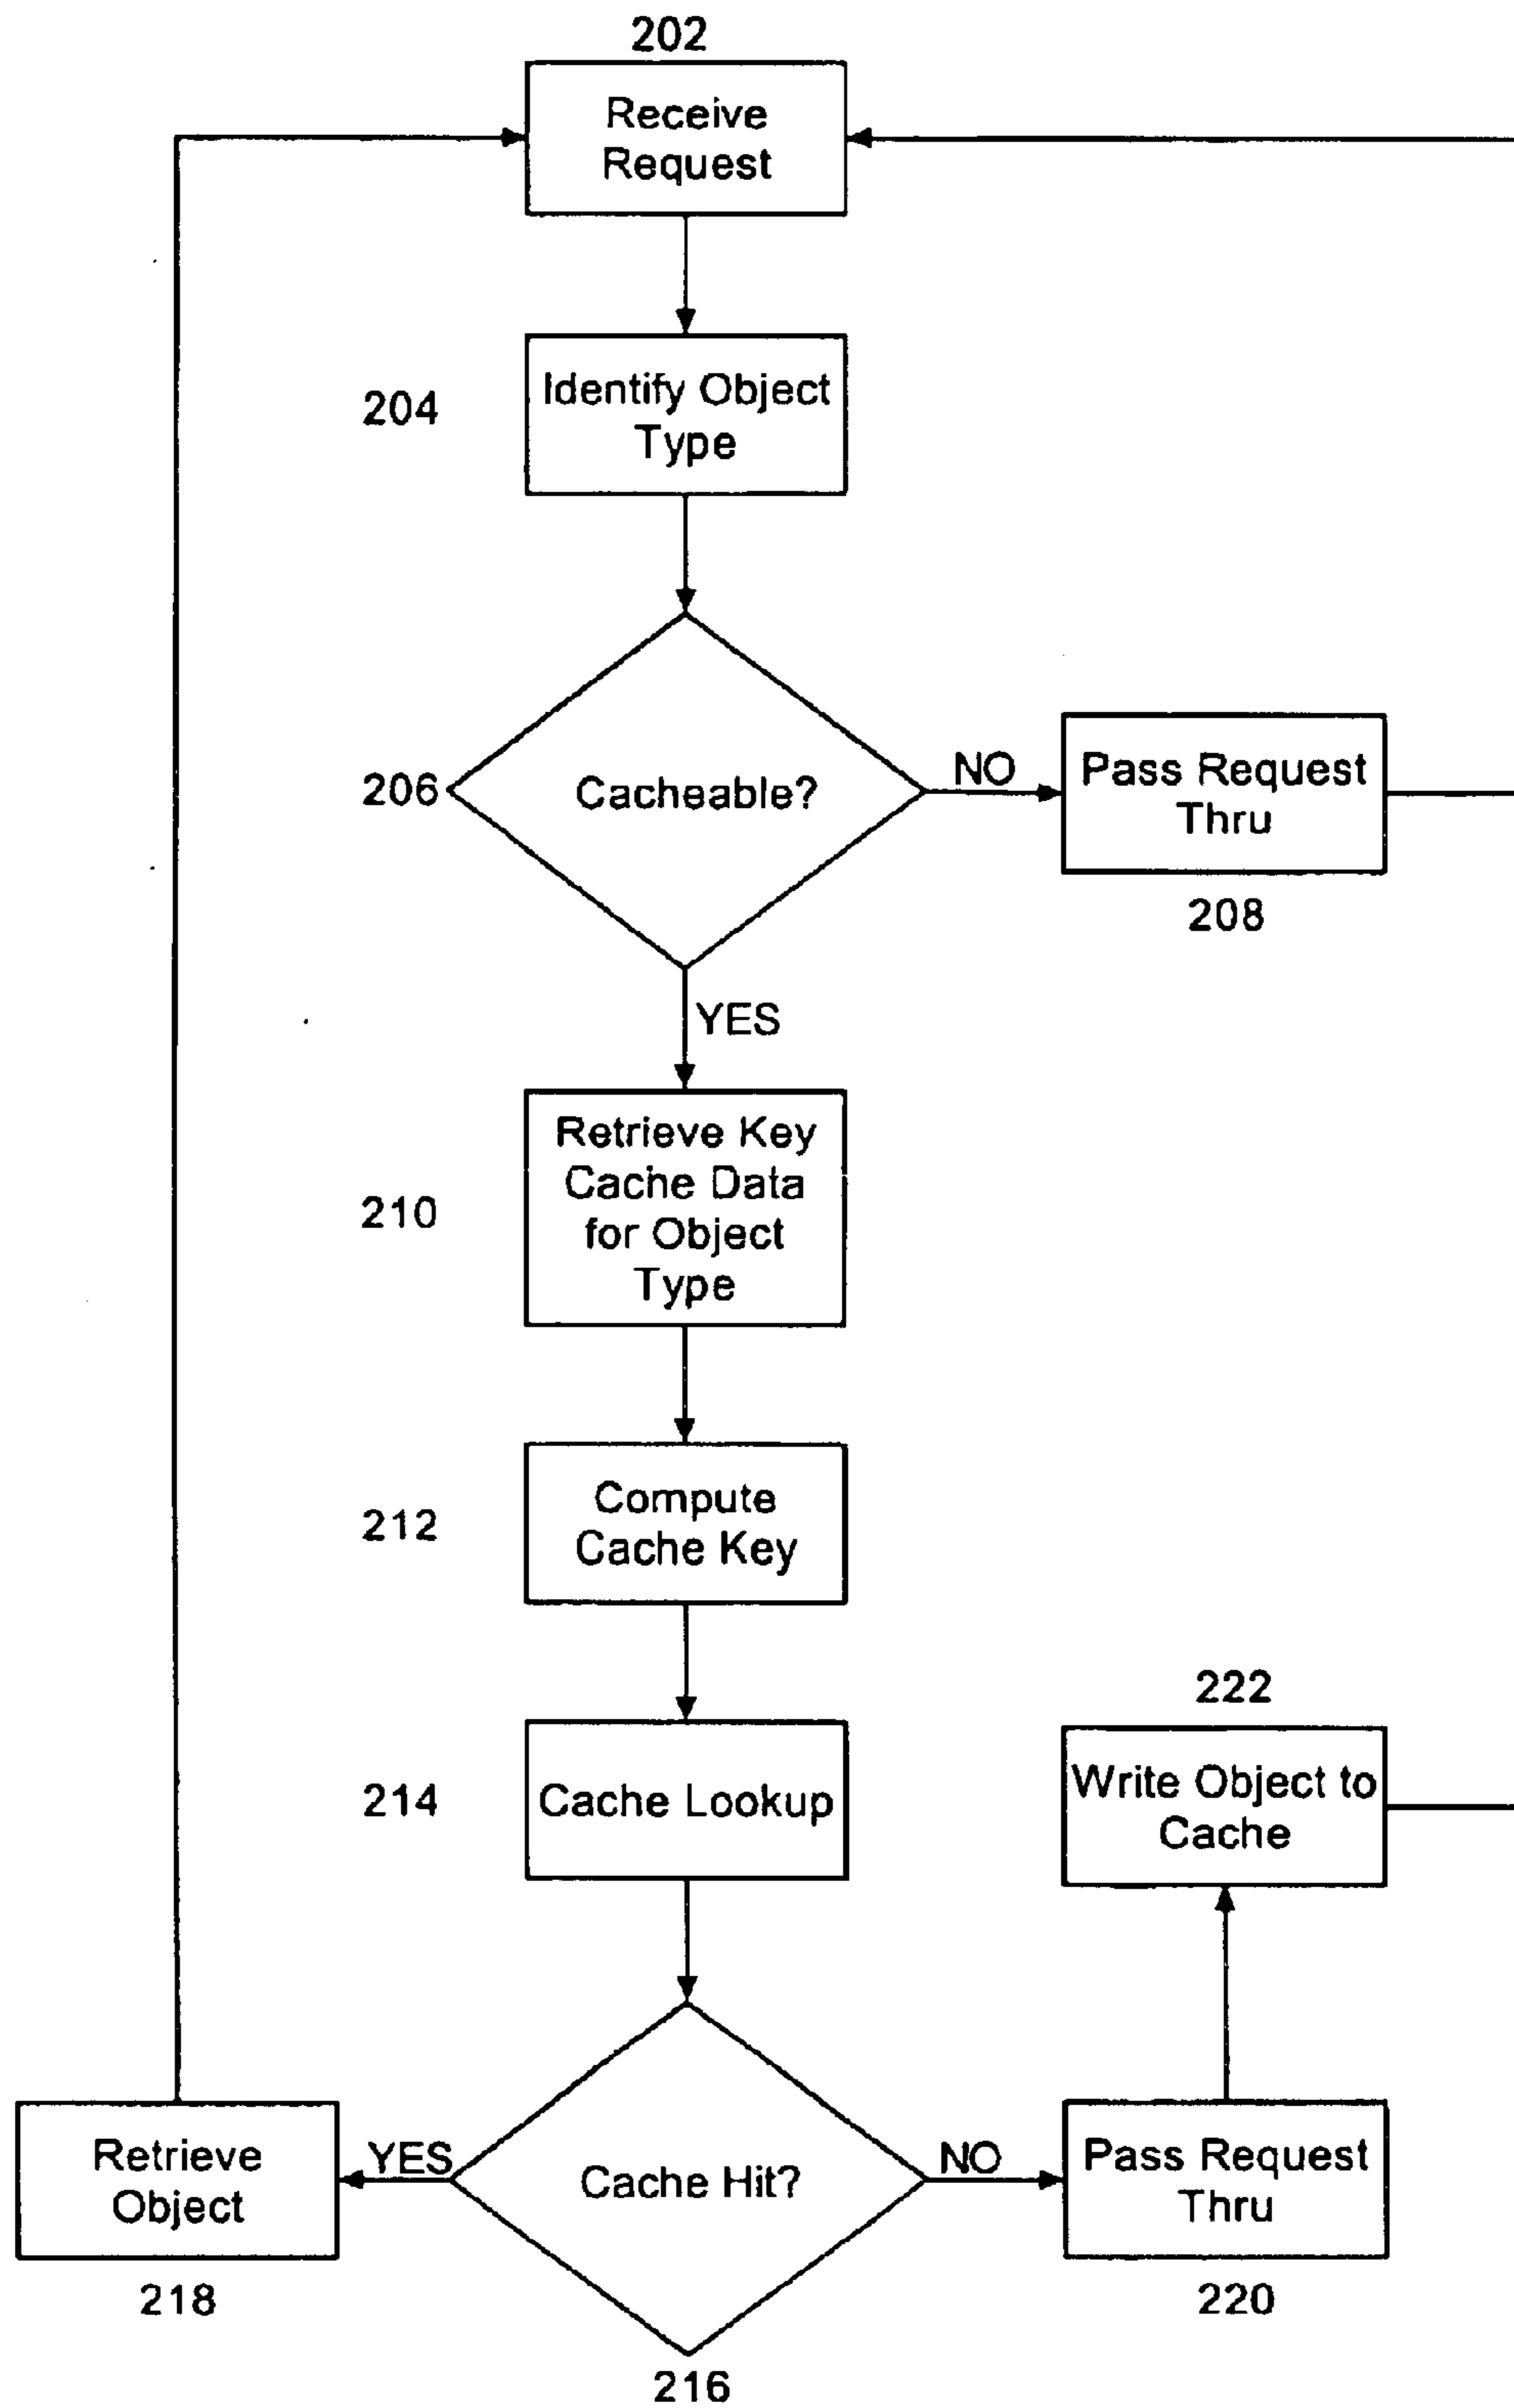 202
Receive
Request
204
Identify Object
Type
206
Cacheable?
NO
Pass Request
Thru
208
YES
210
Retrieve Key
Cache Data
for Object
Type
212
Compute
Cache Key
214
Cache Lookup
222
Write Object to
Cache
Retrieve
Object
218
YES
Cache Hit?
216
NO
Pass Request
Thru
220